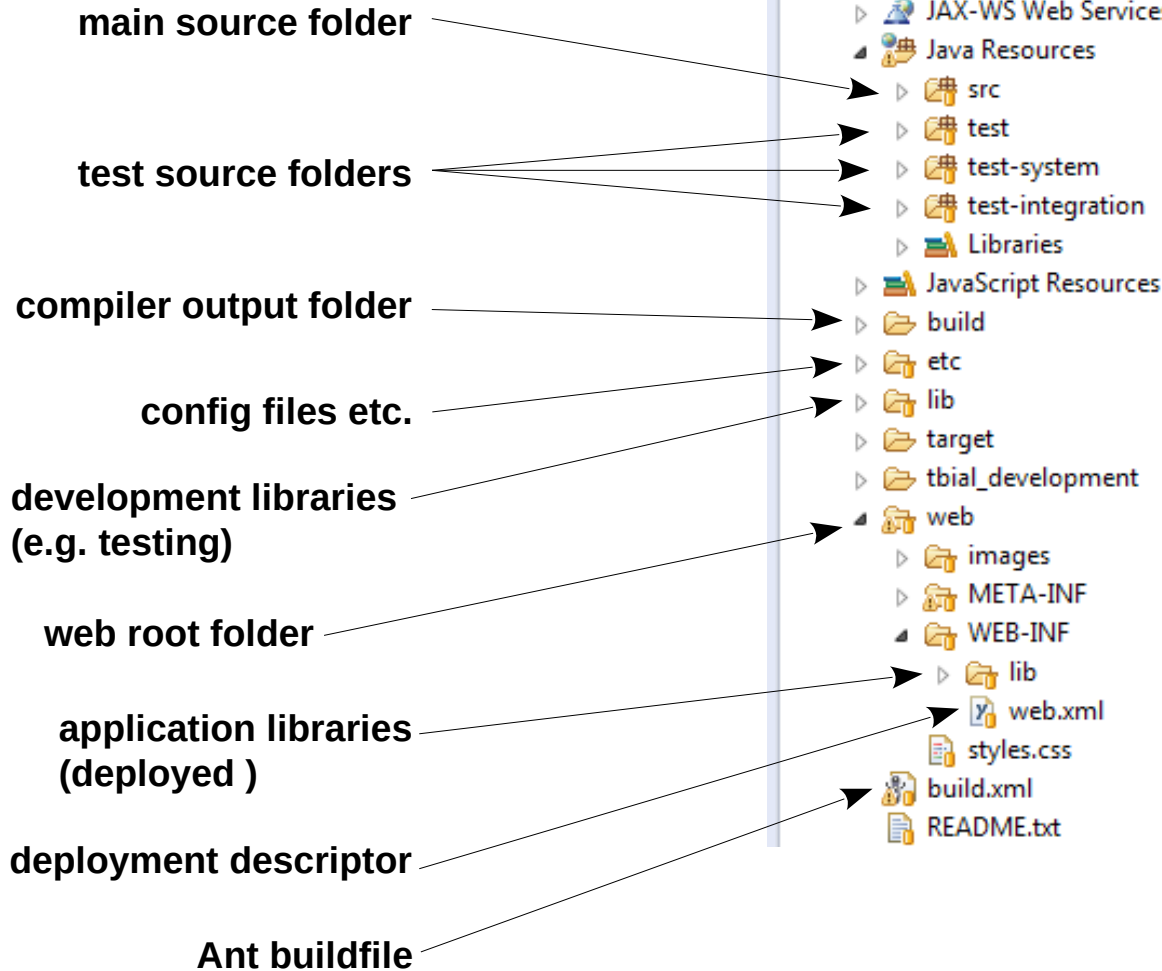 main source folder
test source folders
compiler output folder
config files etc.
development libraries
(e.g. testing)
web root folder
application libraries
(deployed )
deployment descriptor
Ant buildfile
JAX-WS Web Service
Java Resources
src
test
test-system
test-integration
Libraries
JavaScript Resources
build
etc
lib
target
tbial_development
web
images
META-INF
WEB-INF
lib
web.xml
styles.css
build.xml
README.txt